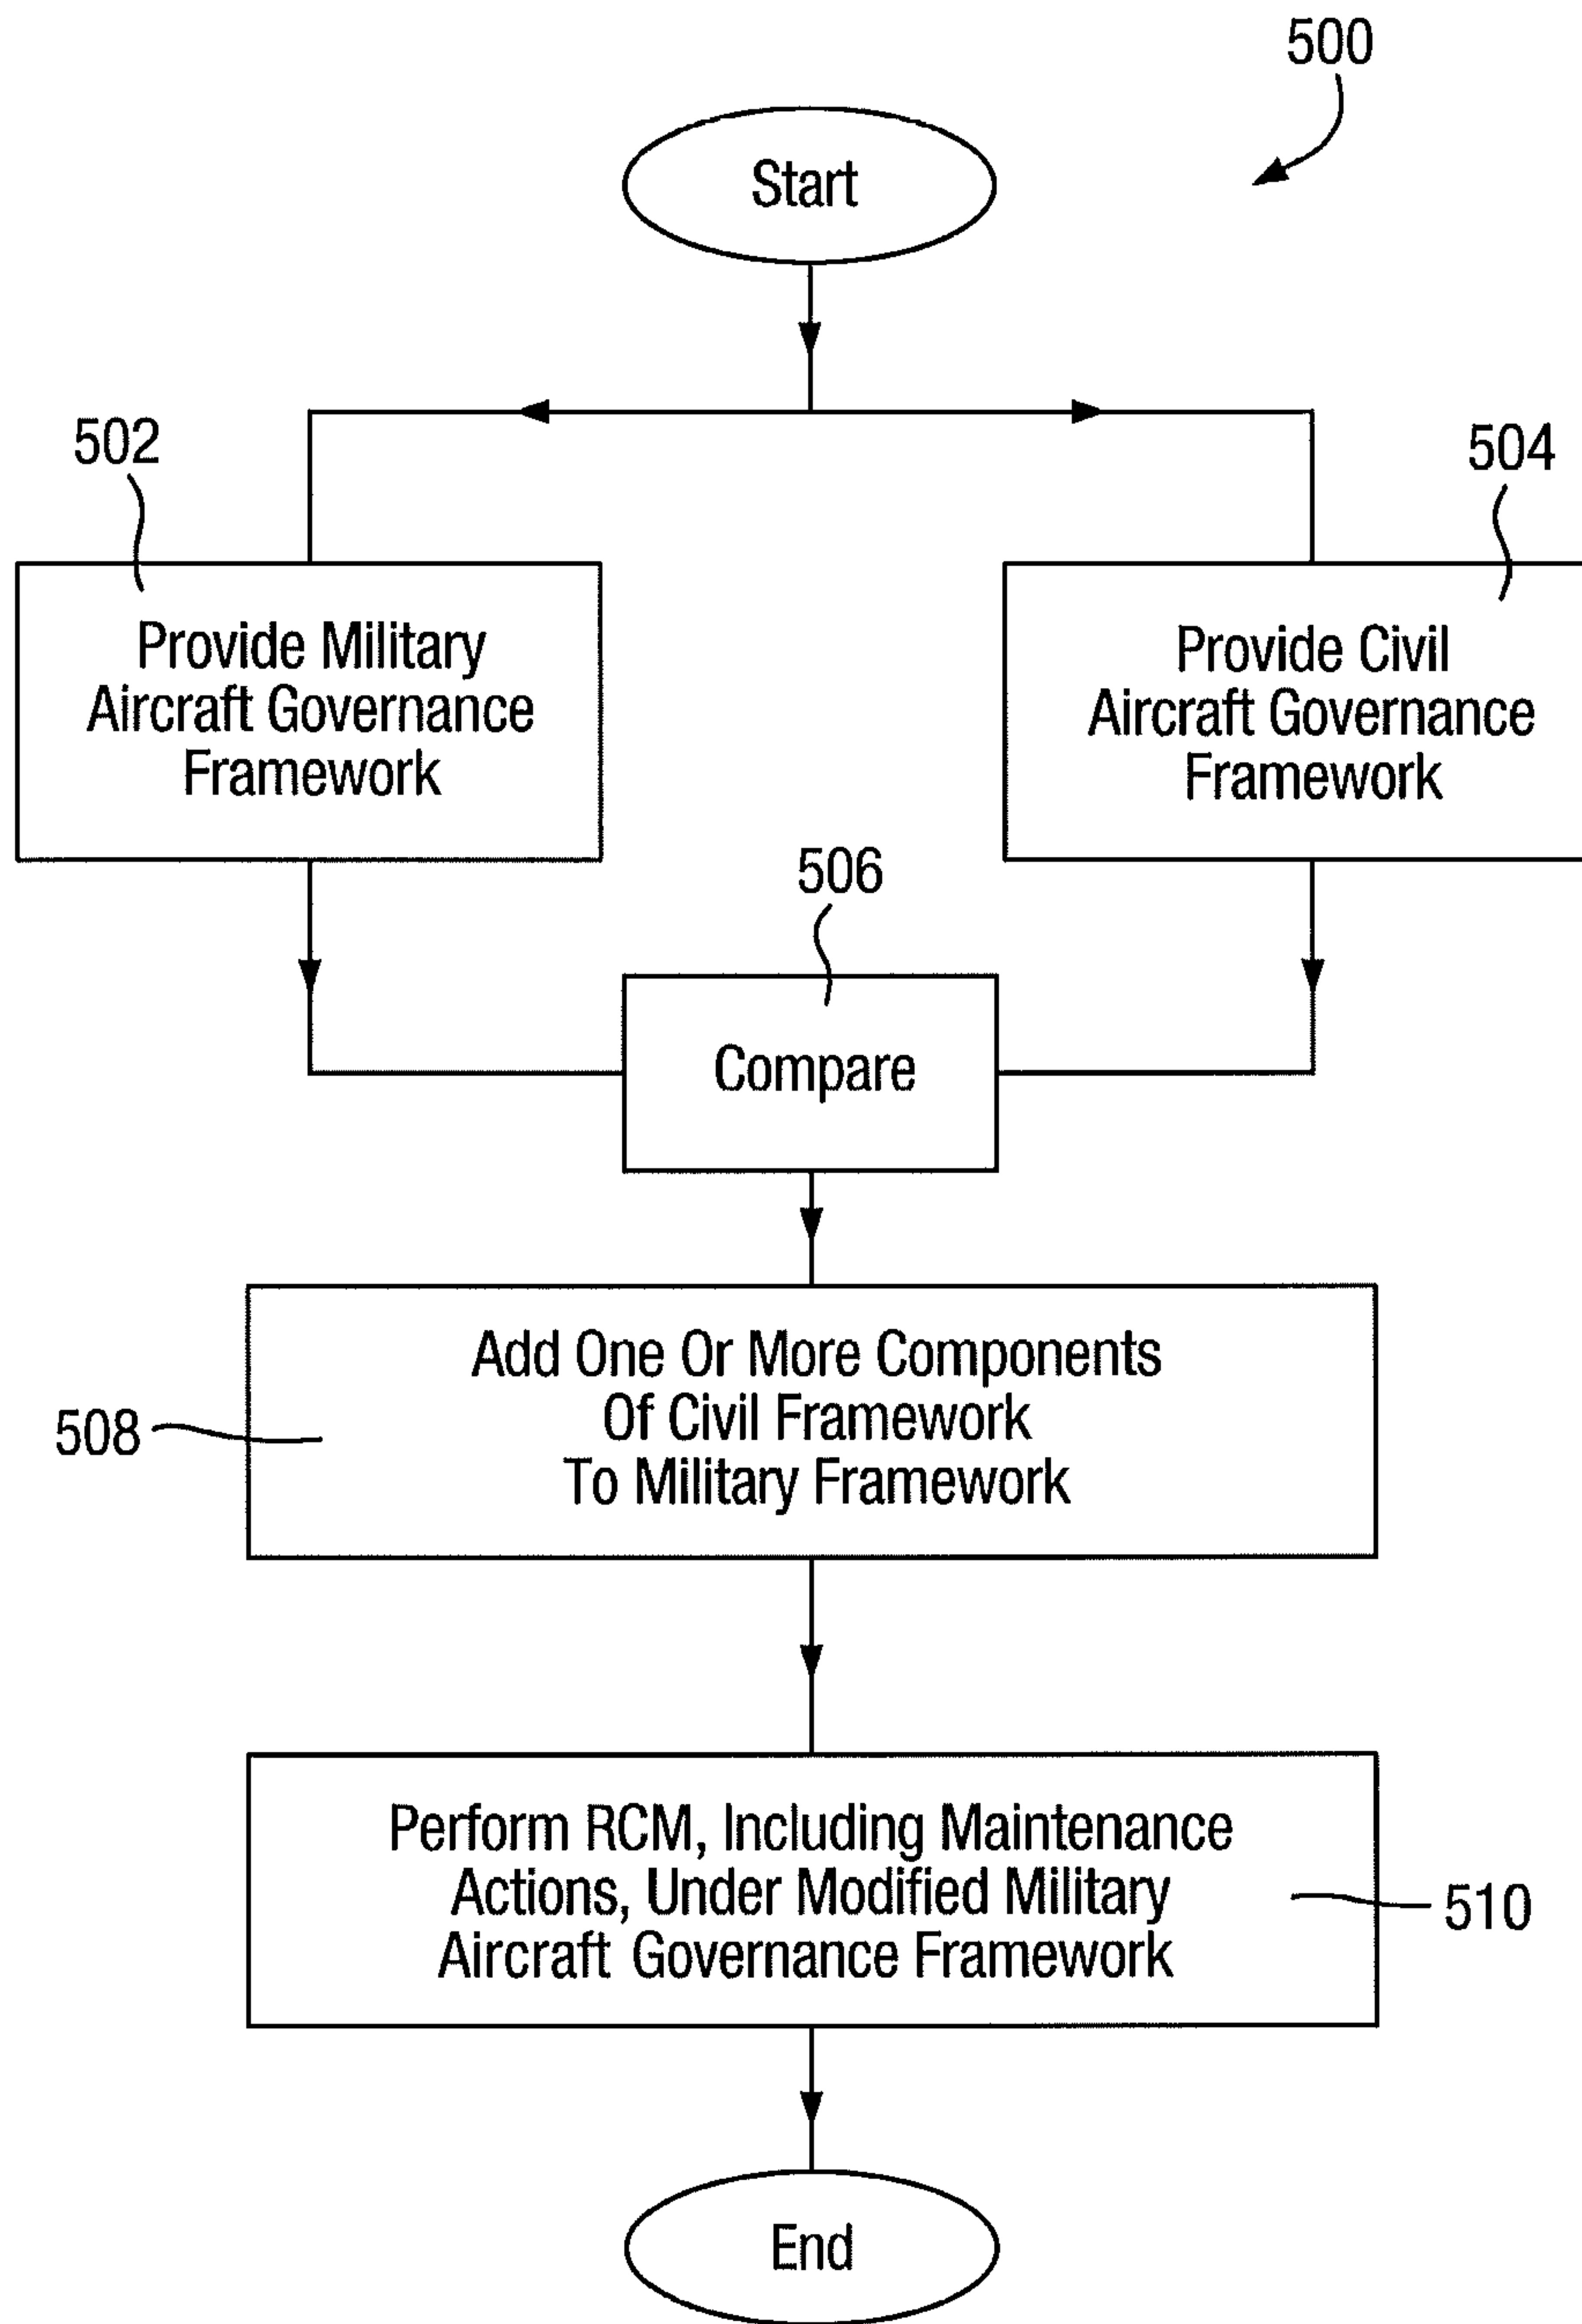 500
Start
502
504
Provide Military
Aircraft Governance
Framework
Provide Civil
Aircraft Governance
Framework
506
Compare
Add One Or More Components
Of Civil Framework
To Military Framework
508
Perform RCM, Including Maintenance
Actions, Under Modified Military
Aircraft Governance Framework
510
End